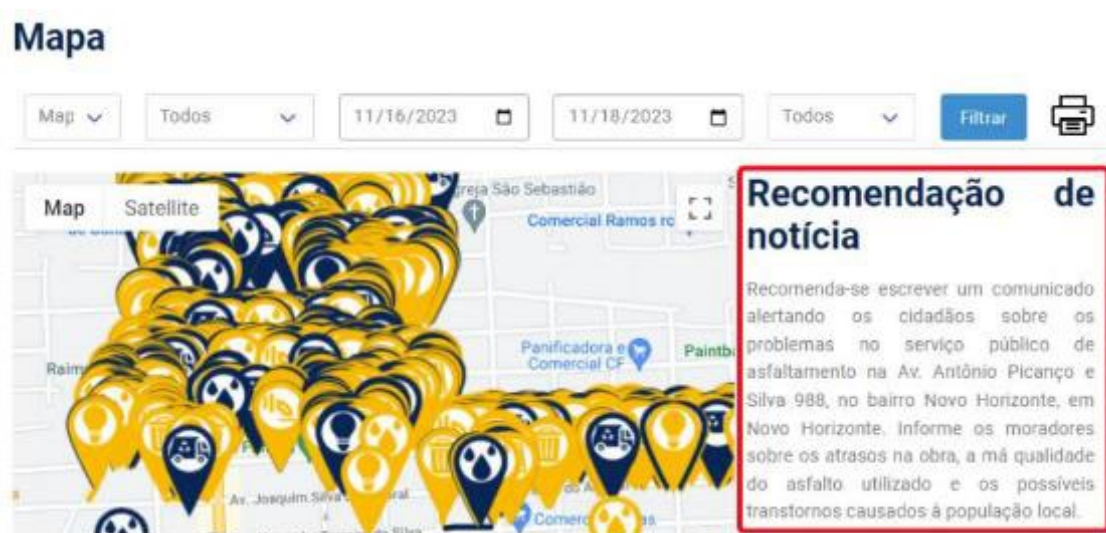 Mapa
Map
Todos
11/16/2023
11/18/2023
Todos
Filtrar
Map
Satellite
São Sebastião
Comercial Ramos
Recomendação de
notícia
Recomenda-se escrever um comunicado
alertando os cidadãos sobre os
problemas no serviço público de
asfaltamento na Av. Antônio Picanço e
Silva 988, no bairro Novo Horizonte, em
Novo Horizonte. Informe os moradores
sobre os atrasos na obra, a má qualidade
do asfalto utilizado e os possíveis
transtornos causados à população local.
Panificadora e
Comercial CF
Av. Joaquim